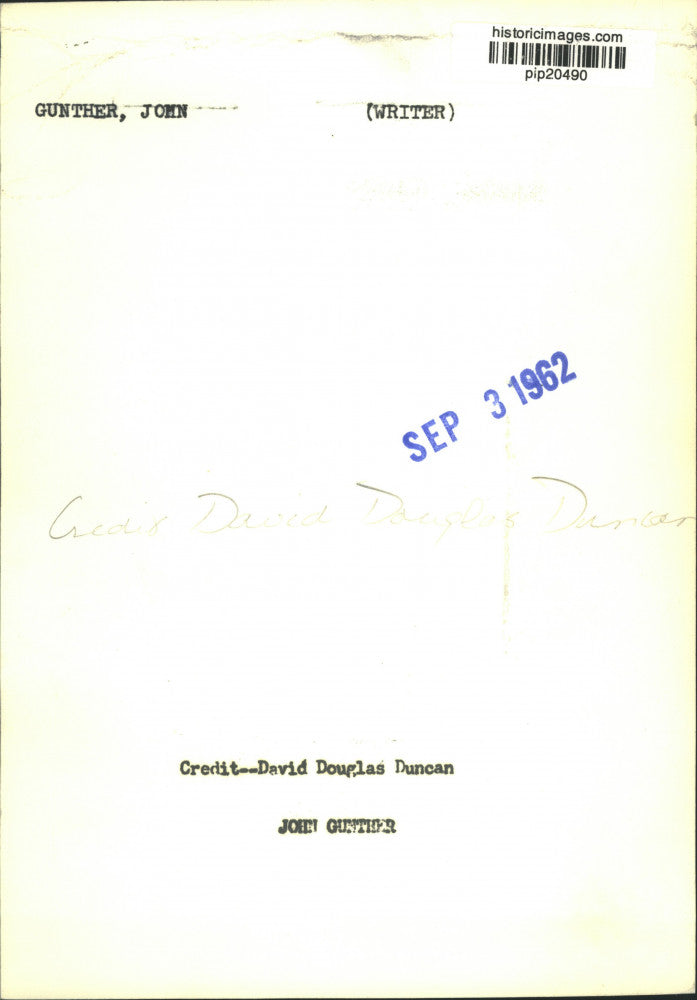 historicimages.com
pip20490
GUNTHER, JOHN (WRITER)
SEP 3 1962
Credit David Douglas Duncan
Credit--David Douglas Duncan
JOHN GUNTHER